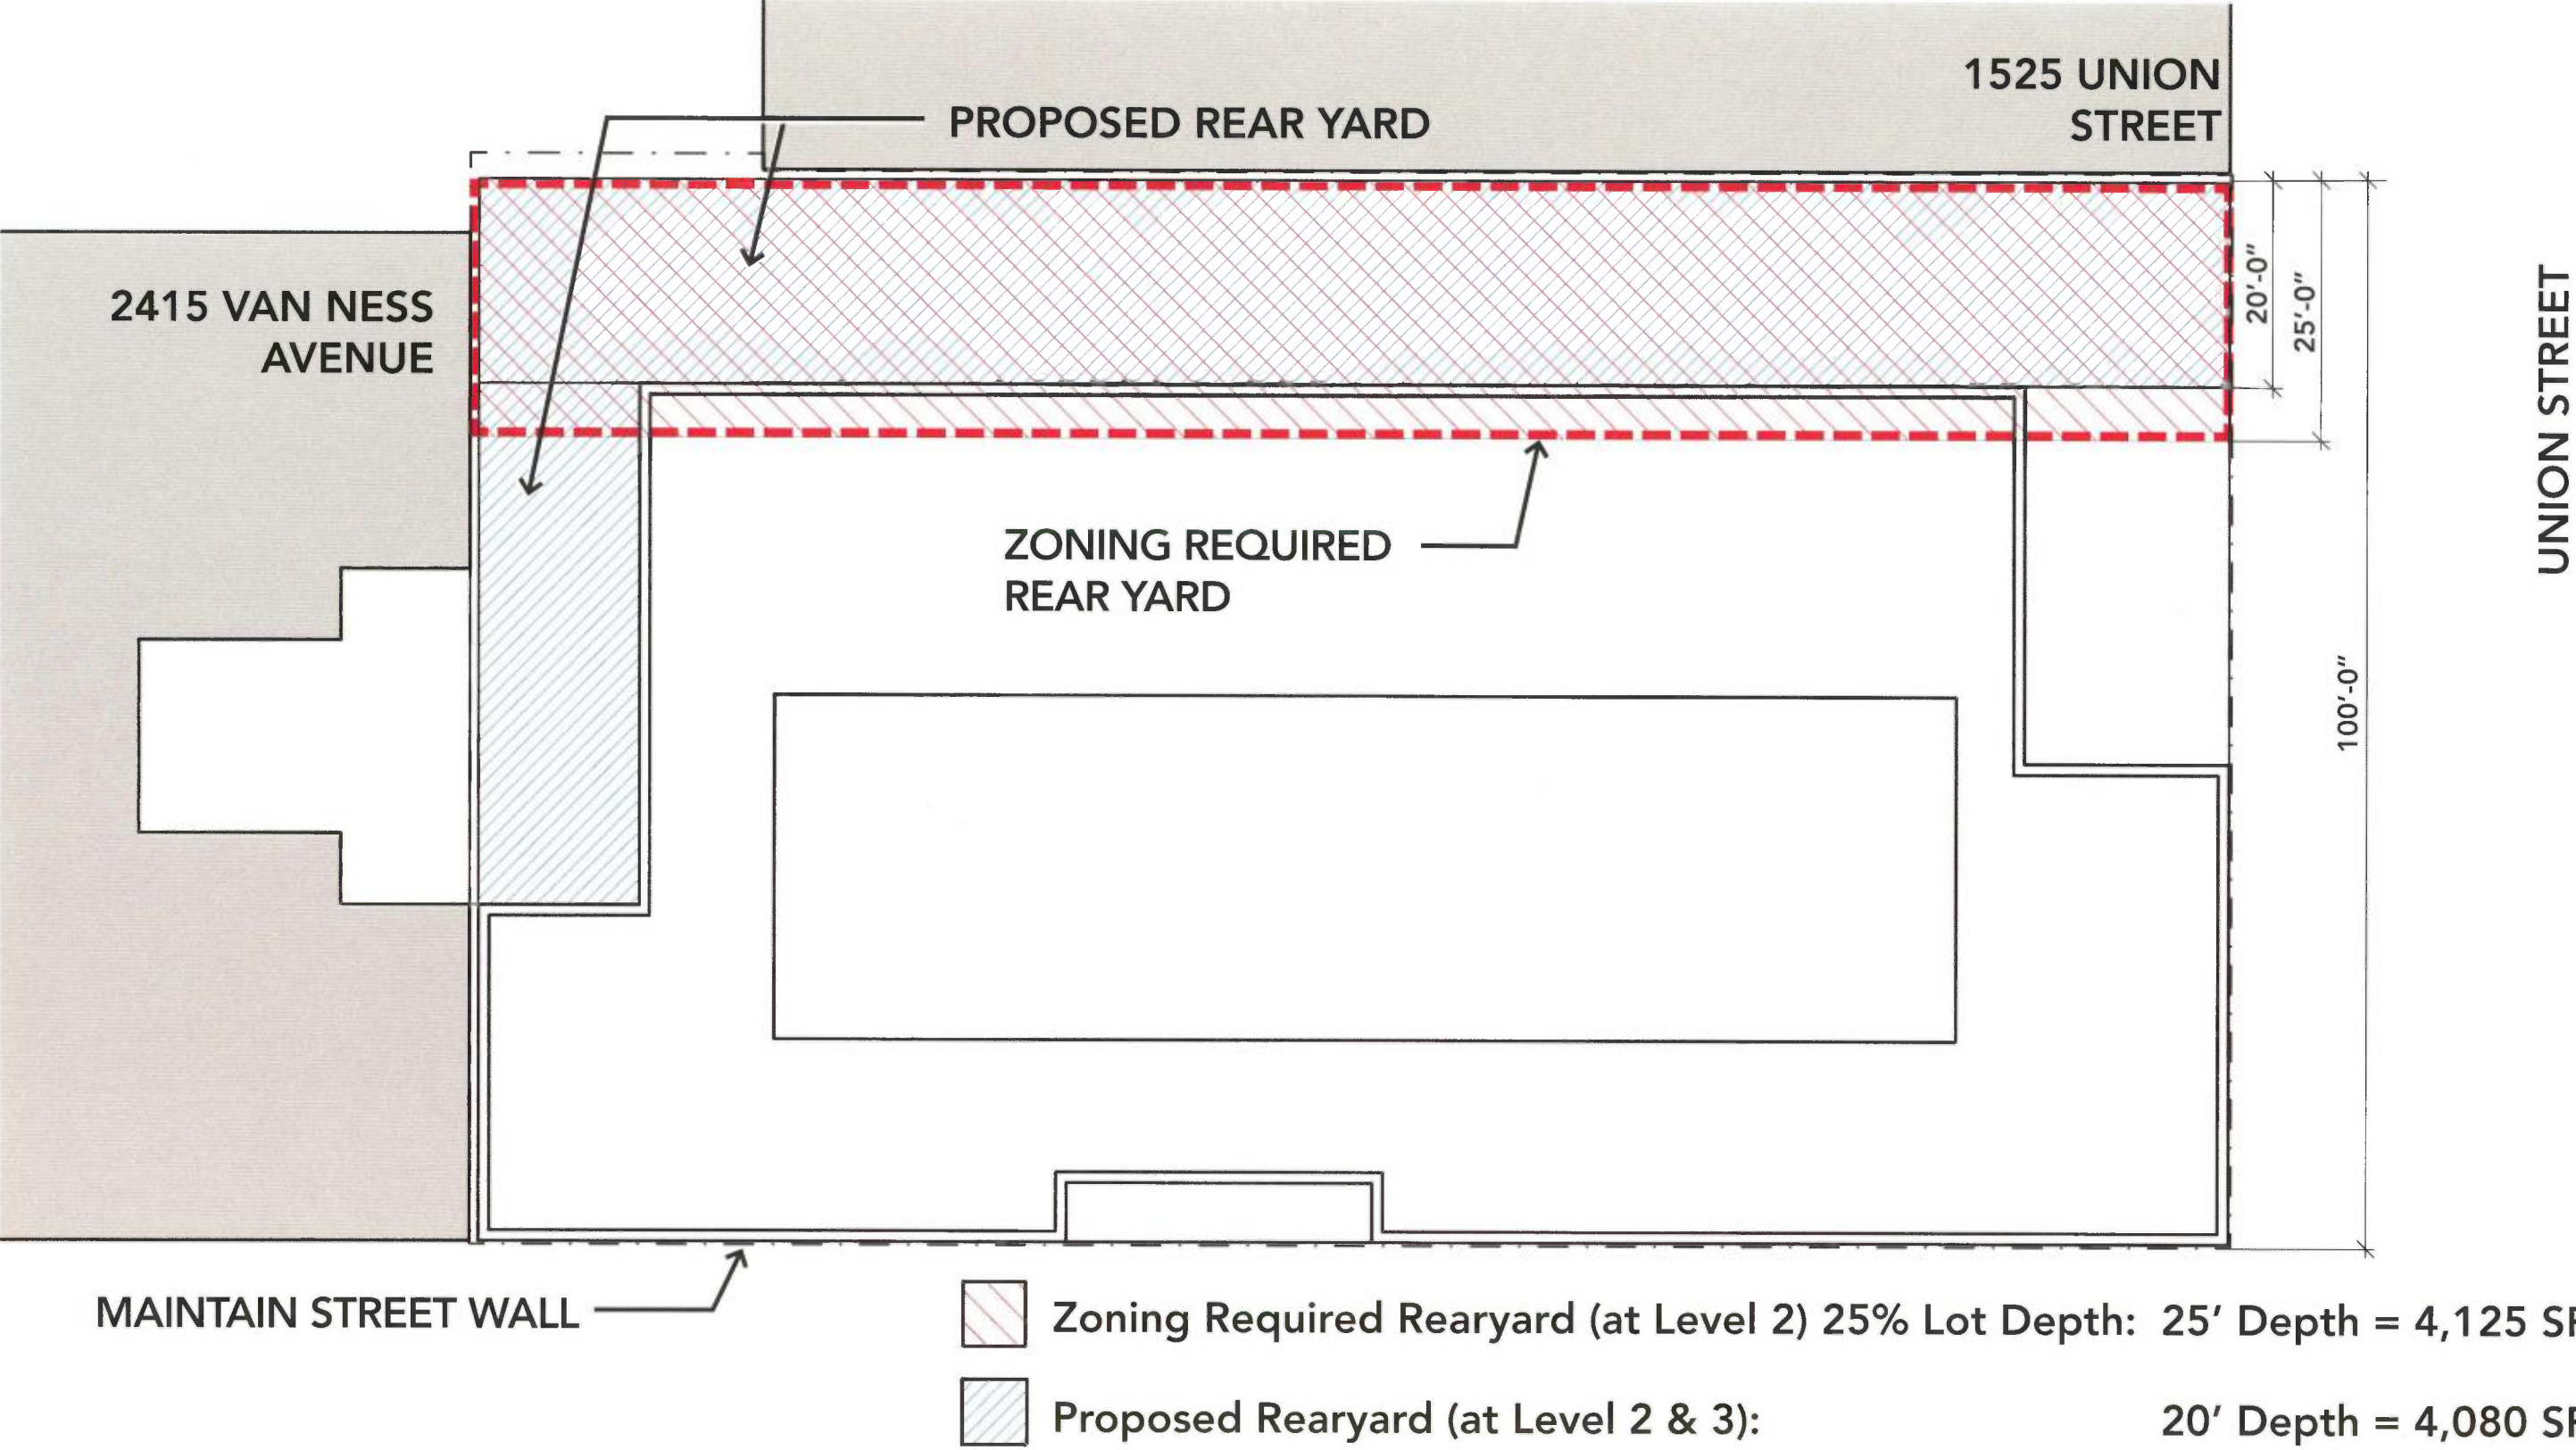 1525 UNION
STREET
PROPOSED REAR YARD
2415 VAN NESS
AVENUE
20'-0"
25'-0"
UNION STREET
ZONING REQUIRED
REAR YARD
100'-0"
MAINTAIN STREET WALL
Zoning Required Rearyard (at Level 2) 25% Lot Depth: 25' Depth = 4,125 SF
Proposed Rearyard (at Level 2 & 3): 20' Depth = 4,080 SF